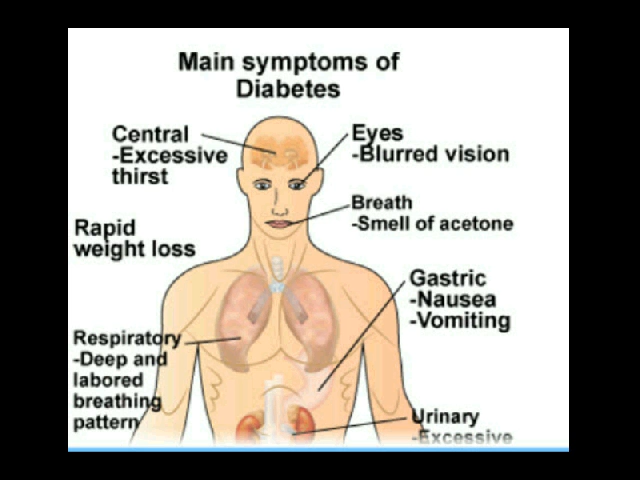 Main symptoms of
Diabetes
Central
-Excessive
thirst
Eyes
-Blurred vision
Breath
-Smell of acetone
Rapid
weight loss
Gastric
-Nausea
-Vomiting
Respiratory
-Deep and
labored
breathing
pattern
Urinary
-Excessive